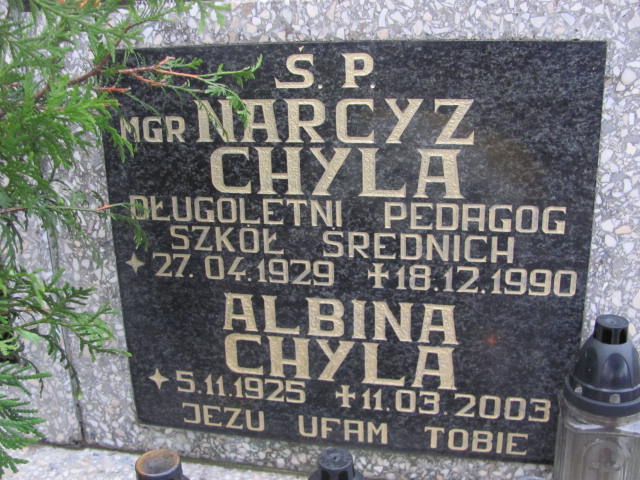 Ś. P.
MGR NARCYZ
CHYLA
DŁUGOLETNI PEDAGOG
SZKÓŁ ŚREDNICH
27.04.1929 18.12.1990
ALBINA
CHYLA
5.11.1925 11.03.2003
JEZU UFAM TOBIE